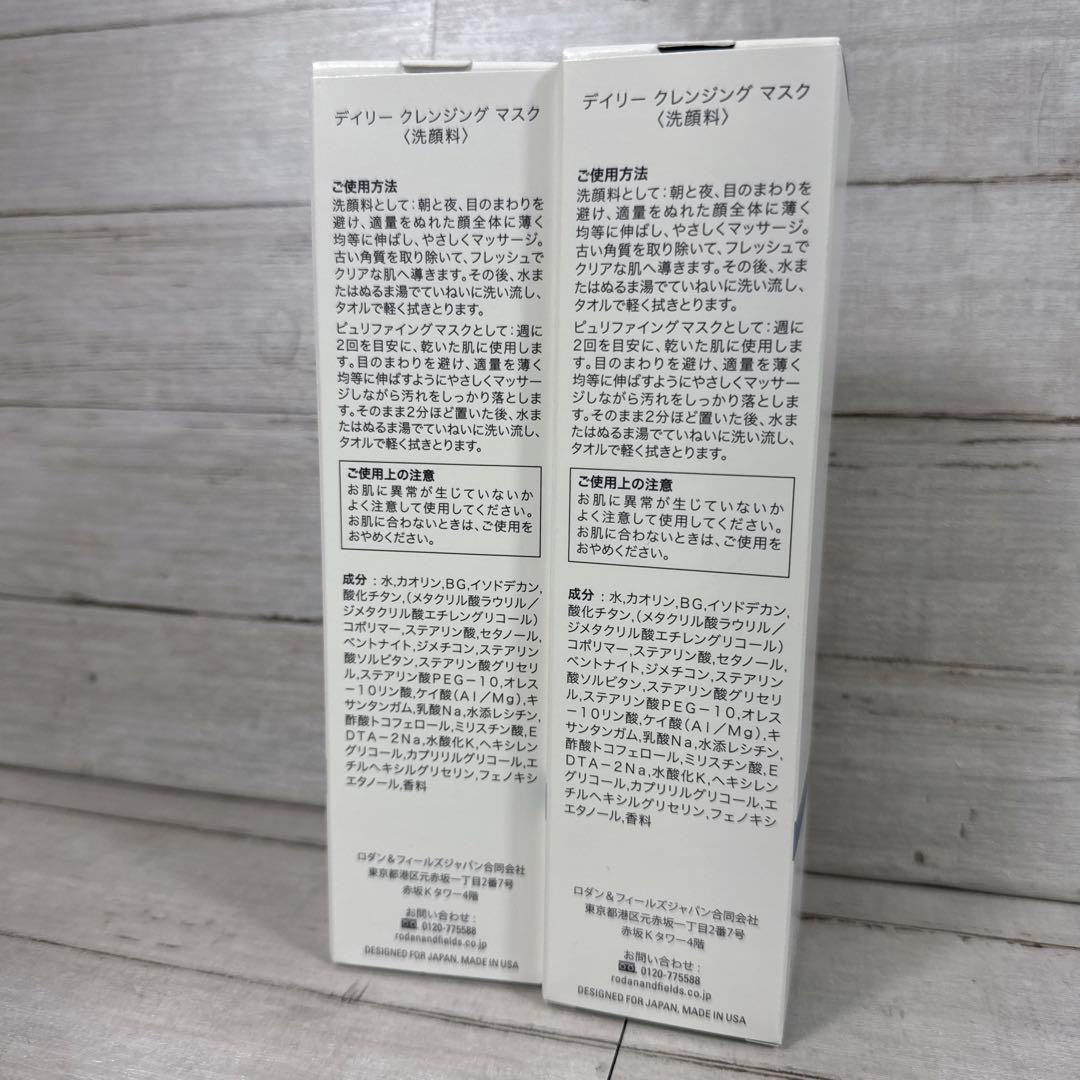 デイリー クレンジング マスク
〈洗顔料〉
ご使用方法
洗顔料として：朝と夜、目のまわりを
避け、適量をぬれた顔全体に薄く
均等に伸ばし、やさしくマッサージ。
古い角質を取り除いて、フレッシュで
クリアな肌へ導きます。その後、水ま
たはぬるま湯でていねいに洗い流し、
タオルで軽く拭きとります。
ピュリファイングマスクとして：週に
2回を目安に、乾いた肌に使用しま
す。目のまわりを避け、適量を薄く
均等に伸ばすようにやさしくマッサー
ジしながら汚れをしっかり落としま
す。そのまま2分ほど置いた後、水ま
たはぬるま湯でていねいに洗い流し、
タオルで軽く拭きとります。
ご使用上の注意
お肌に異常が生じていないか
よく注意して使用してください。
お肌に合わないときは、ご使用を
おやめください。
成分：水,カオリン,BG,イソドデカン,
酸化チタン,(メタクリル酸ラウリル／
ジメタクリル酸エチレングリコール)
コポリマー,ステアリン酸,セタノール,
ベントナイト,ジメチコン,ステアリン
酸ソルビタン,ステアリン酸グリセリ
ル,ステアリン酸PEG−10,オレス
−10リン酸,ケイ酸(Al／Mg),キ
サンタンガム,乳酸Na,水添レシチン,
酢酸トコフェロール,ミリスチン酸,E
DTA−2Na,水酸化K,ヘキシレン
グリコール,カプリリルグリコール,エ
チルヘキシルグリセリン,フェノキシ
エタノール,香料
ロダン＆フィールズジャパン合同会社
東京都港区元赤坂一丁目2番7号
赤坂Kタワー4階
お問い合わせ：
0120-775588
rodanandfields.co.jp
DESIGNED FOR JAPAN, MADE IN USA
デイリー クレンジング マスク
〈洗顔料〉
ご使用方法
洗顔料として：朝と夜、目のまわりを
避け、適量をぬれた顔全体に薄く
均等に伸ばし、やさしくマッサージ。
古い角質を取り除いて、フレッシュで
クリアな肌へ導きます。その後、水ま
たはぬるま湯でていねいに洗い流し、
タオルで軽く拭きとります。
ピュリファイングマスクとして：週に
2回を目安に、乾いた肌に使用しま
す。目のまわりを避け、適量を薄く
均等に伸ばすようにやさしくマッサー
ジしながら汚れをしっかり落としま
す。そのまま2分ほど置いた後、水ま
たはぬるま湯でていねいに洗い流し、
タオルで軽く拭きとります。
ご使用上の注意
お肌に異常が生じていないか
よく注意して使用してください。
お肌に合わないときは、ご使用を
おやめください。
成分：水,カオリン,BG,イソドデカン,
酸化チタン,(メタクリル酸ラウリル／
ジメタクリル酸エチレングリコール)
コポリマー,ステアリン酸,セタノール,
ベントナイト,ジメチコン,ステアリン
酸ソルビタン,ステアリン酸グリセリ
ル,ステアリン酸PEG−10,オレス
−10リン酸,ケイ酸(Al／Mg),キ
サンタンガム,乳酸Na,水添レシチン,
酢酸トコフェロール,ミリスチン酸,E
DTA−2Na,水酸化K,ヘキシレン
グリコール,カプリリルグリコール,エ
チルヘキシルグリセリン,フェノキシ
エタノール,香料
ロダン＆フィールズジャパン合同会社
東京都港区元赤坂一丁目2番7号
赤坂Kタワー4階
お問い合わせ：
0120-775588
rodanandfields.co.jp
DESIGNED FOR JAPAN, MADE IN USA